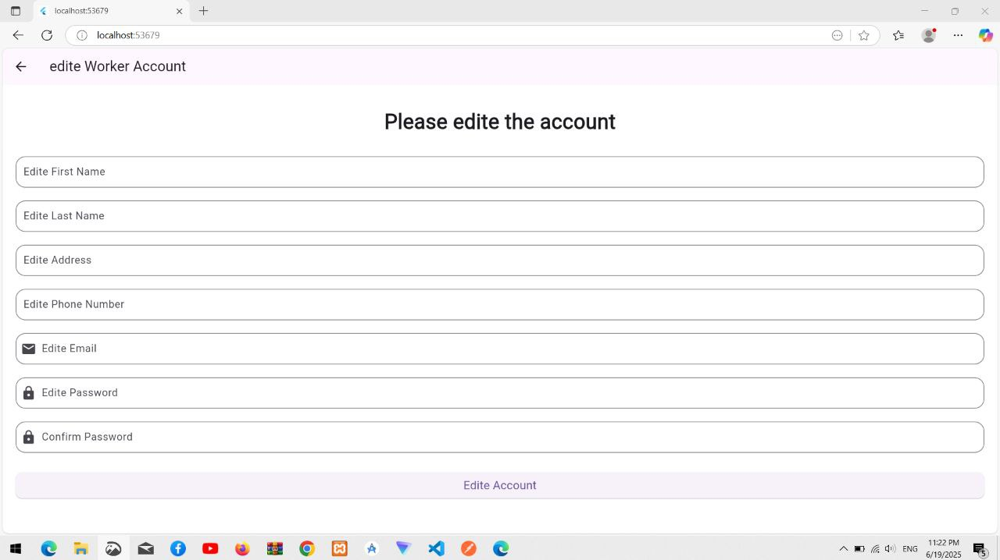 localhost:53679
localhost:53679
edite Worker Account
Please edite the account
Edite First Name
Edite Last Name
Edite Address
Edite Phone Number
Edite Email
Edite Password
Confirm Password
Edite Account
ENG
11:22 PM
6/19/2025
5